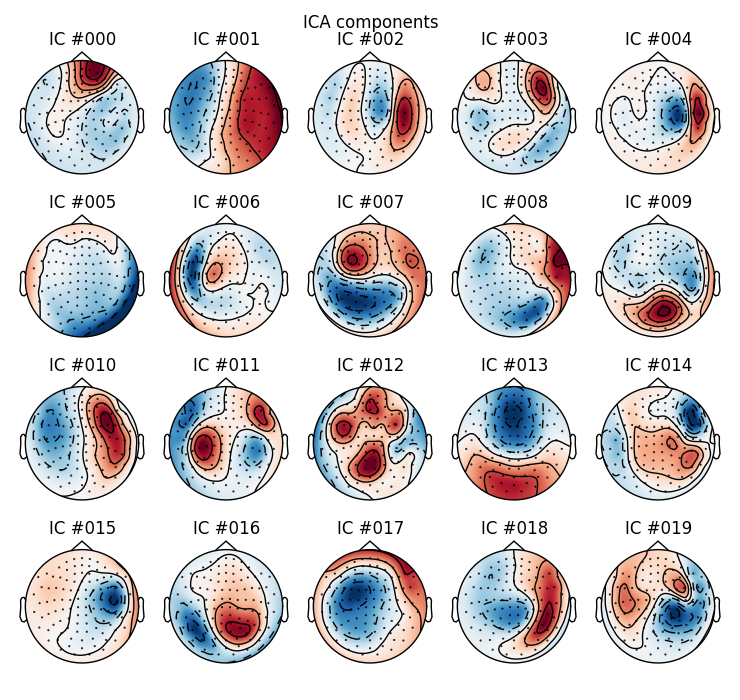 ICA components
IC #000 IC #001 IC #002 IC #003 IC #004
IC #005 IC #006 IC #007 IC #008 IC #009
IC #010 IC #011 IC #012 IC #013 IC #014
IC #015 IC #016 IC #017 IC #018 IC #019